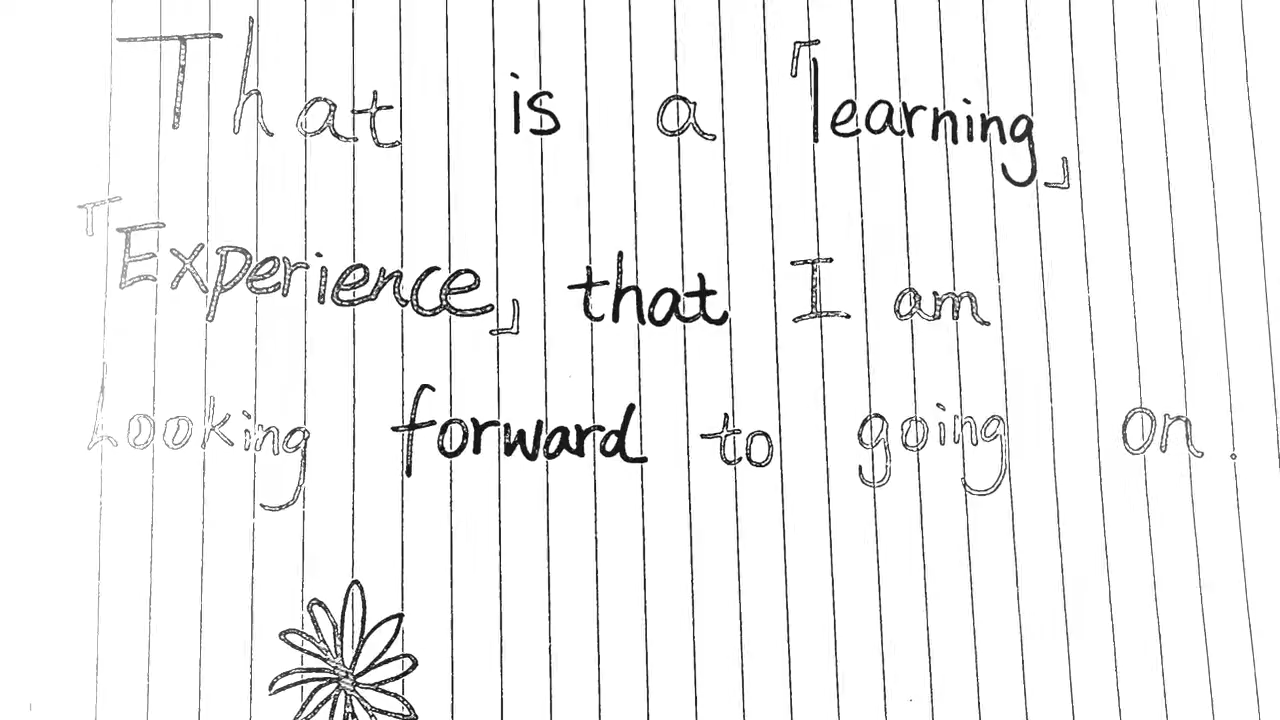 That is a「learning」
「Experience」that I am
Looking forward to going on.